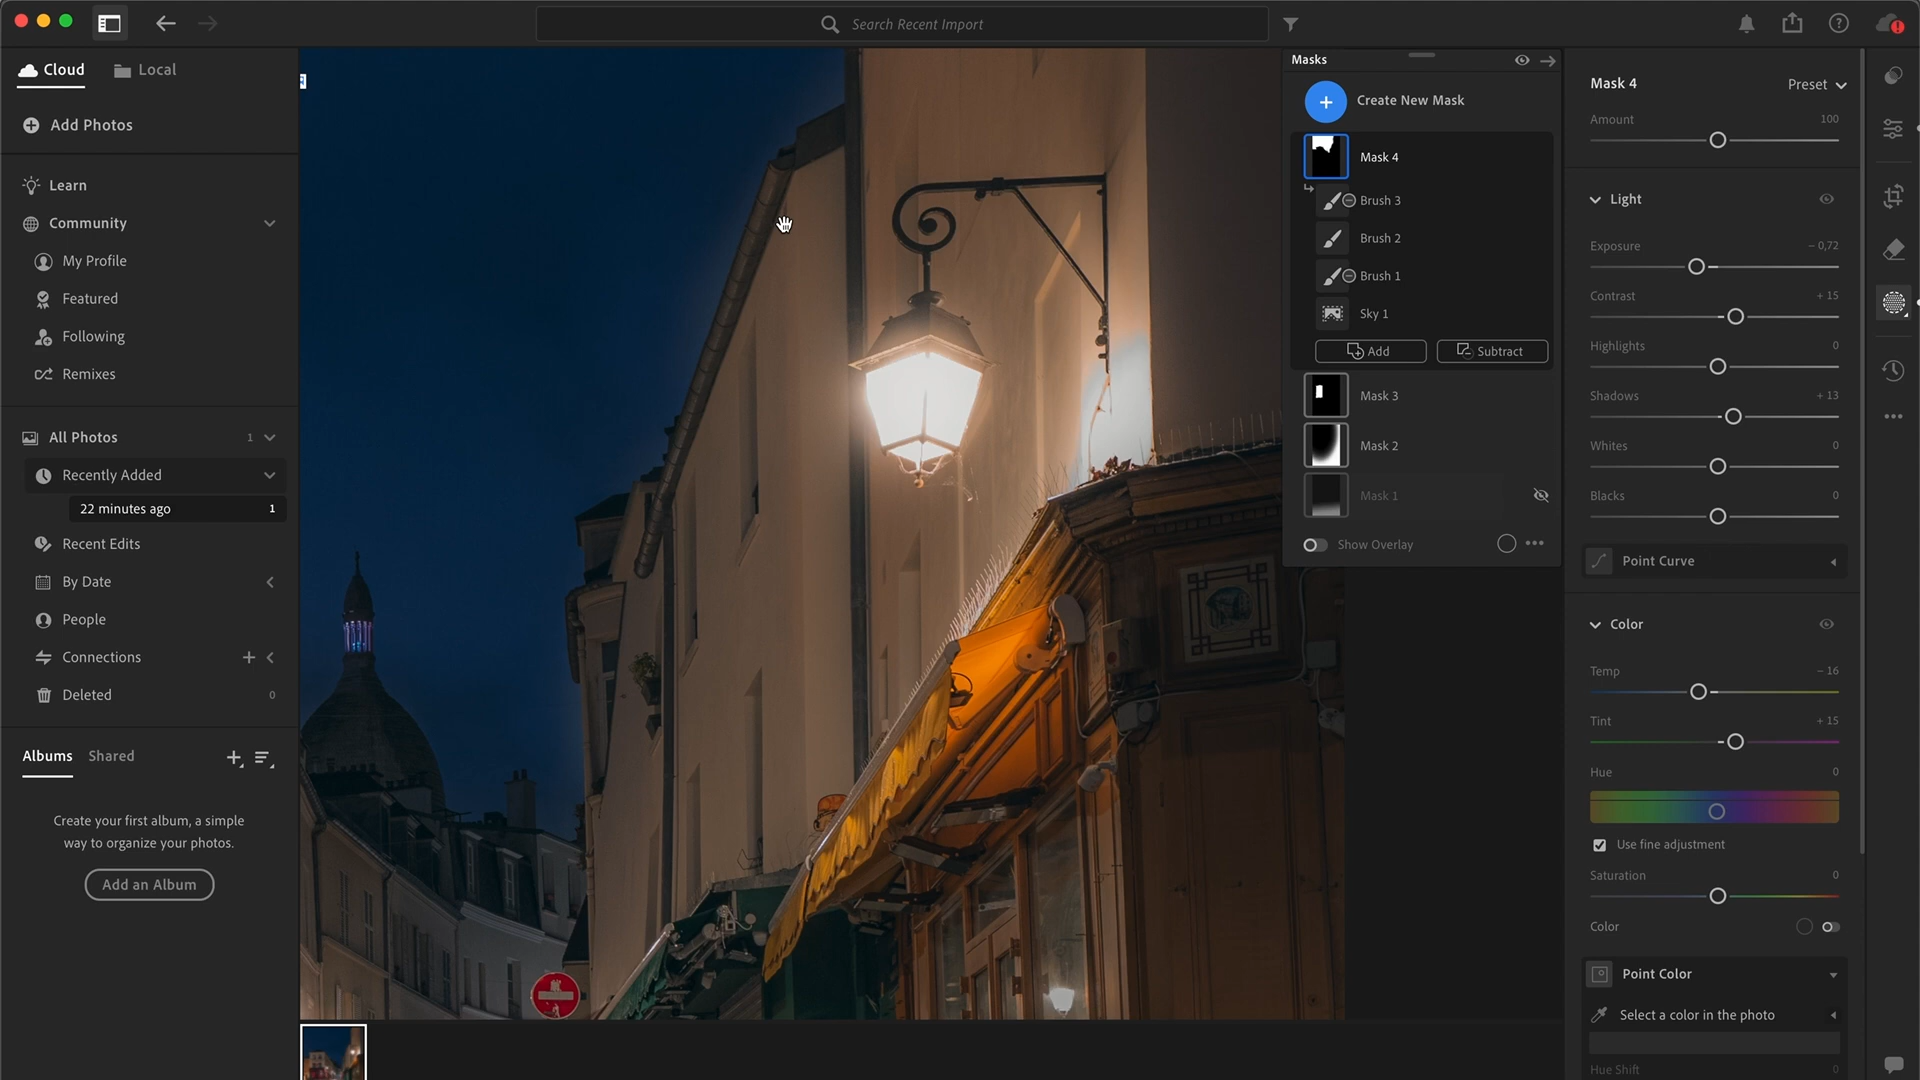 Search Recent Import
Cloud
Local
Add Photos
Learn
Community
My Profile
Featured
Following
Remixes
All Photos 1
Recently Added
22 minutes ago 1
Recent Edits
By Date
People
Connections
Deleted 0
Albums Shared
Create your first album, a simple
way to organize your photos.
Add an Album
Masks
Create New Mask
Mask 4
Brush 3
Brush 2
Brush 1
Sky 1
Add Subtract
Mask 3
Mask 2
Mask 1
Show Overlay
Mask 4 Preset
Amount 100
Light
Exposure – 0,72
Contrast + 15
Highlights 0
Shadows + 13
Whites 0
Blacks 0
Point Curve
Color
Temp – 16
Tint + 15
Hue 0
Use fine adjustment
Saturation 0
Color
Point Color
Select a color in the photo
Hue Shift 0